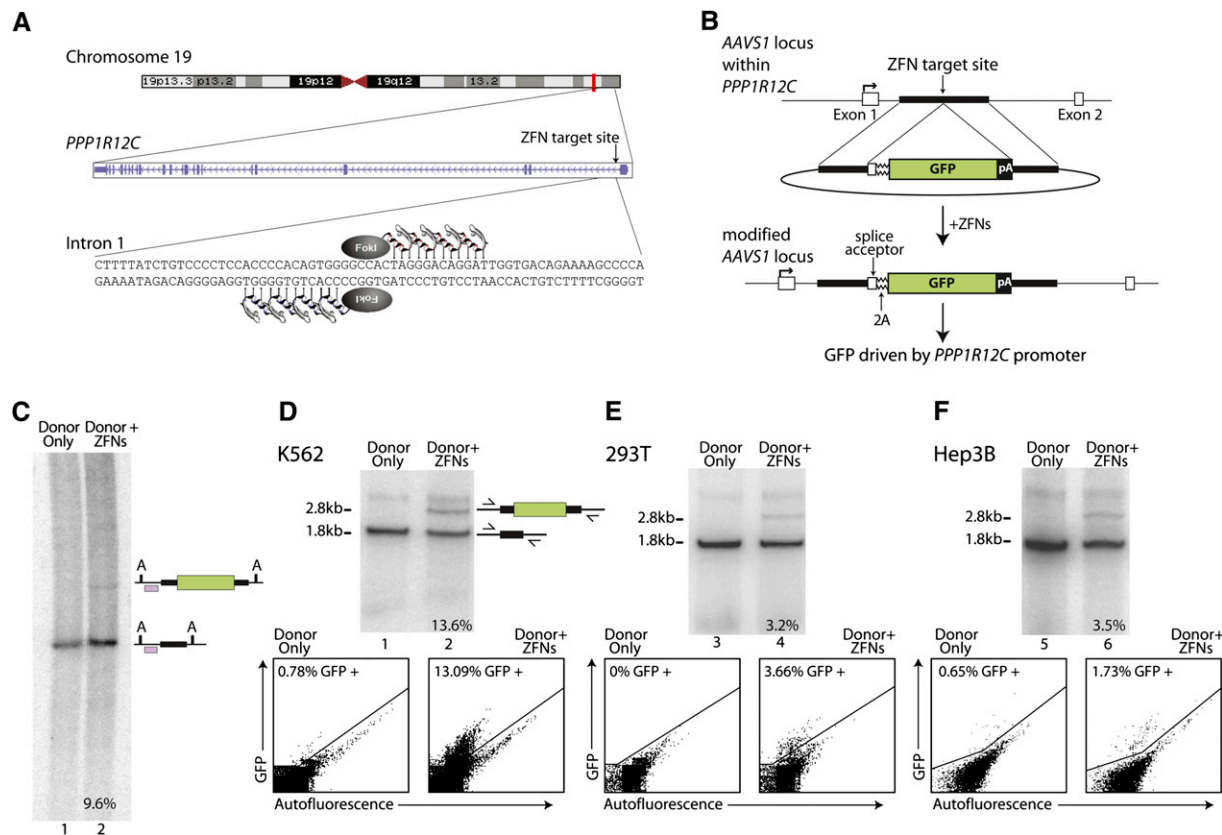 A
Chromosome 19
19p13.3 p13.2 19p12 19q12 13.2
PPP1R12C
ZFN target site
Intron 1
FokI
CTTTTATCTGTCCCCTCCACCCCACAGTGGGGCCACTAGGGACAGGATTGGTGACAGAAAAGCCCCA
GAAAATAGACAGGGGAGGTGGGGTGTCACCCCGGTGATCCCTGTCCTAACCACTGTCTTTTCGGGGT
FokI
B
AAVS1 locus
within
PPP1R12C
ZFN target site
Exon 1
Exon 2
GFP
pA
+ZFNs
modified
AAVS1 locus
splice
acceptor
GFP
pA
2A
GFP driven by PPP1R12C promoter
C
Donor
Only
Donor +
ZFNs
A
A
A
A
9.6%
1
2
D
K562
Donor
Only
Donor+
ZFNs
2.8kb
1.8kb
13.6%
1
2
Donor
Only
Donor+
ZFNs
0.78% GFP +
13.09% GFP +
GFP
Autofluorescence
E
293T
Donor
Only
Donor+
ZFNs
2.8kb
1.8kb
3.2%
3
4
Donor
Only
Donor+
ZFNs
0% GFP +
3.66% GFP +
GFP
Autofluorescence
F
Hep3B
Donor
Only
Donor+
ZFNs
2.8kb
1.8kb
3.5%
5
6
Donor
Only
Donor+
ZFNs
0.65% GFP +
1.73% GFP +
GFP
Autofluorescence